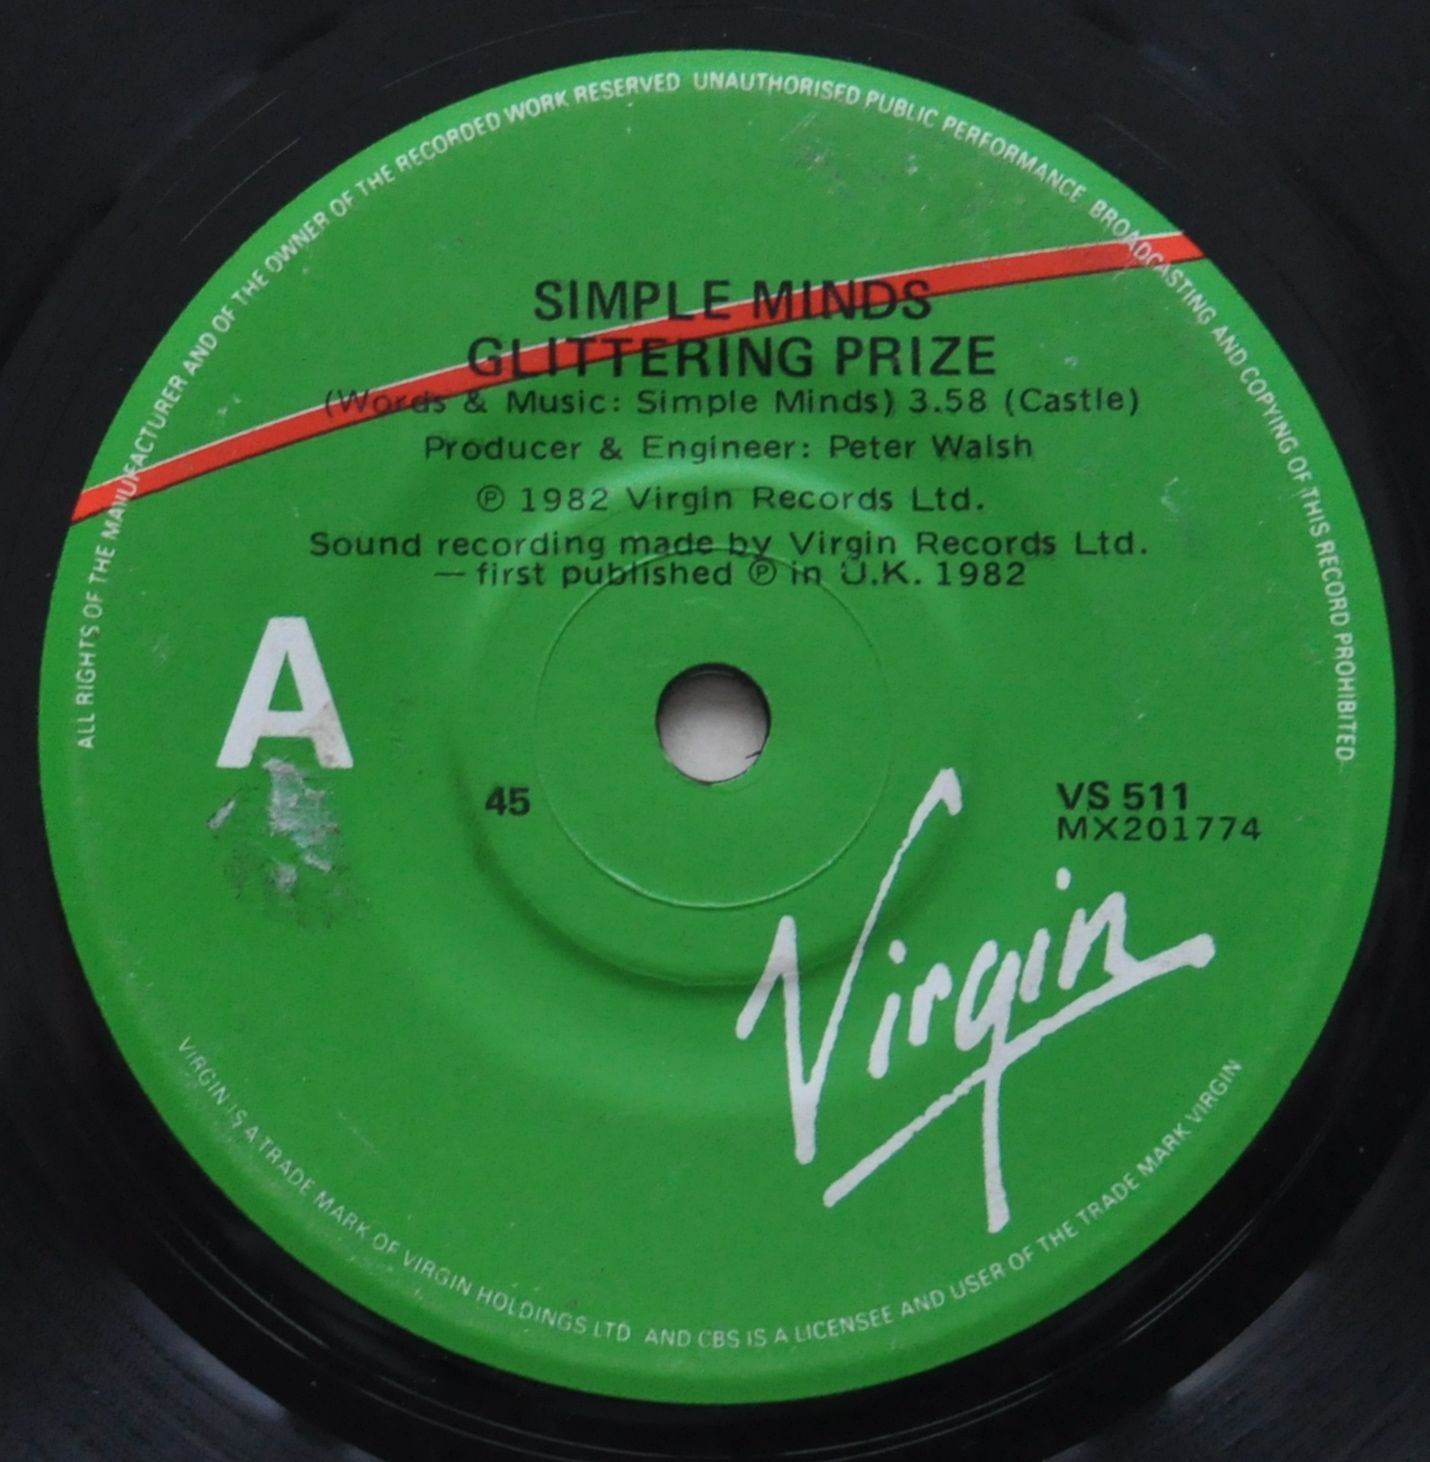 ALL RIGHTS OF THE MANUFACTURER AND OF THE OWNER OF THE RECORDED WORK RESERVED UNAUTHORISED PUBLIC PERFORMANCE BROADCASTING AND COPYING OF THIS RECORD PROHIBITED
SIMPLE MINDS
GLITTERING PRIZE
(Words & Music: Simple Minds) 3.58 (Castle)
Producer & Engineer: Peter Walsh
℗ 1982 Virgin Records Ltd.
Sound recording made by Virgin Records Ltd.
— first published ℗ in U.K. 1982
A
45
VS 511
MX201774
Virgin
VIRGIN IS A TRADE MARK OF VIRGIN HOLDINGS LTD AND CBS IS A LICENSEE AND USER OF THE TRADE MARK VIRGIN